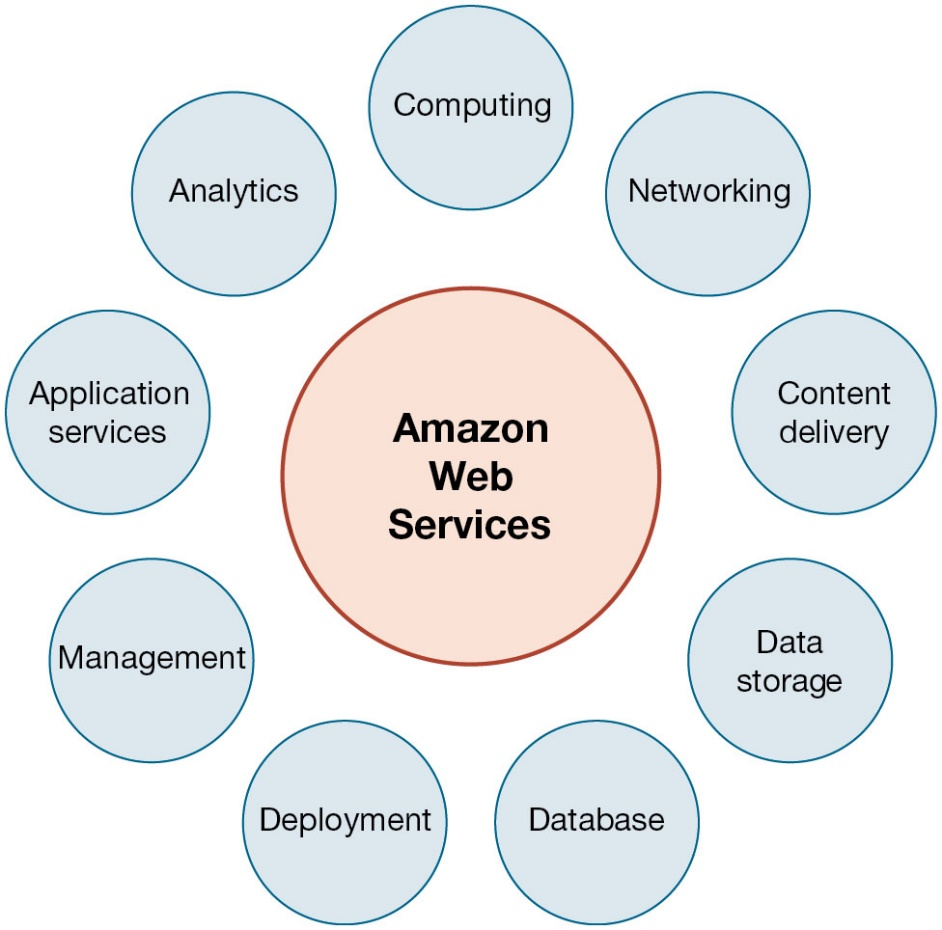 Computing
Analytics
Networking
Application
services
Content
delivery
Amazon
Web
Services
Management
Data
storage
Deployment
Database